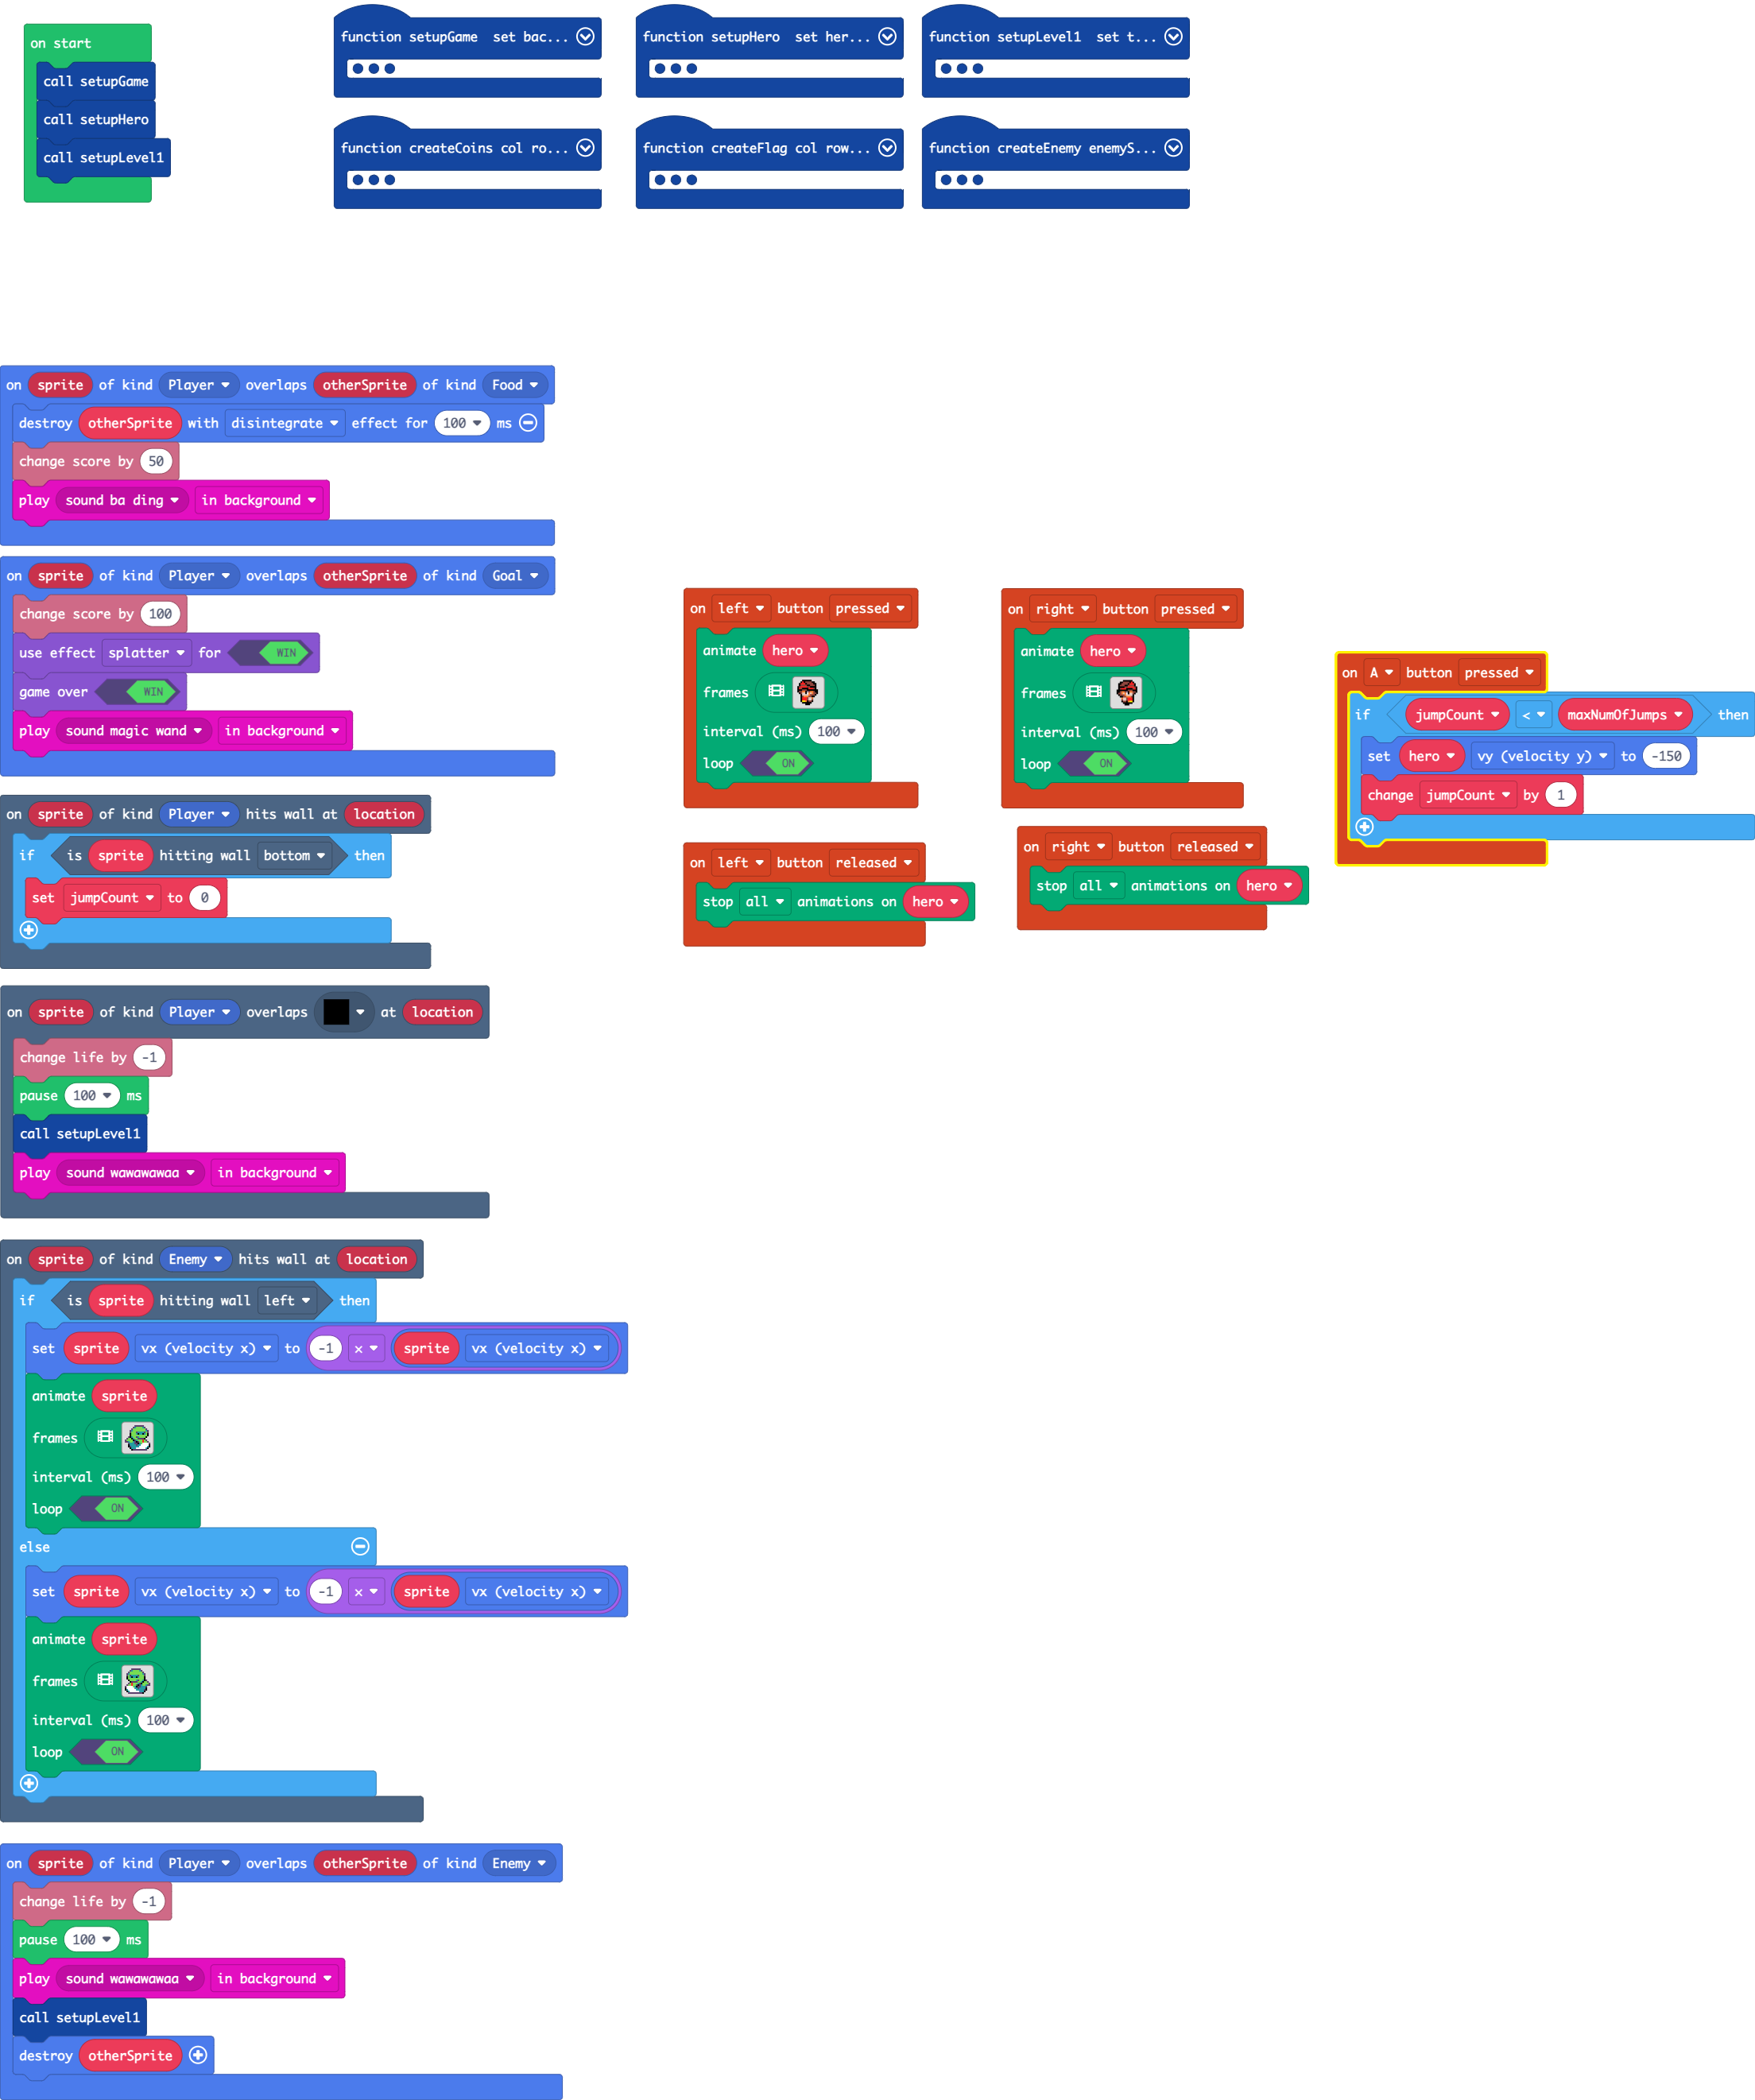 on start
call setupGame
call setupHero
call setupLevel1
function setupGame set bac...
function setupHero set her...
function setupLevel1 set t...
function createCoins col ro...
function createFlag col row...
function createEnemy enemyS...
on sprite of kind Player overlaps otherSprite of kind Food
destroy otherSprite with disintegrate effect for 100 ms
change score by 50
play sound ba ding in background
on sprite of kind Player overlaps otherSprite of kind Goal
change score by 100
use effect splatter for WIN
game over WIN
play sound magic wand in background
on left button pressed
animate hero
frames
interval (ms) 100
loop ON
on right button pressed
animate hero
frames
interval (ms) 100
loop ON
on A button pressed
if jumpCount < maxNumOfJumps then
set hero vy (velocity y) to -150
change jumpCount by 1
on left button released
stop all animations on hero
on right button released
stop all animations on hero
on sprite of kind Player hits wall at location
if is sprite hitting wall bottom then
set jumpCount to 0
on sprite of kind Player overlaps at location
change life by -1
pause 100 ms
call setupLevel1
play sound wawawawaa in background
on sprite of kind Enemy hits wall at location
if is sprite hitting wall left then
set sprite vx (velocity x) to -1 × sprite vx (velocity x)
animate sprite
frames
interval (ms) 100
loop ON
else
set sprite vx (velocity x) to -1 × sprite vx (velocity x)
animate sprite
frames
interval (ms) 100
loop ON
on sprite of kind Player overlaps otherSprite of kind Enemy
change life by -1
pause 100 ms
play sound wawawawaa in background
call setupLevel1
destroy otherSprite